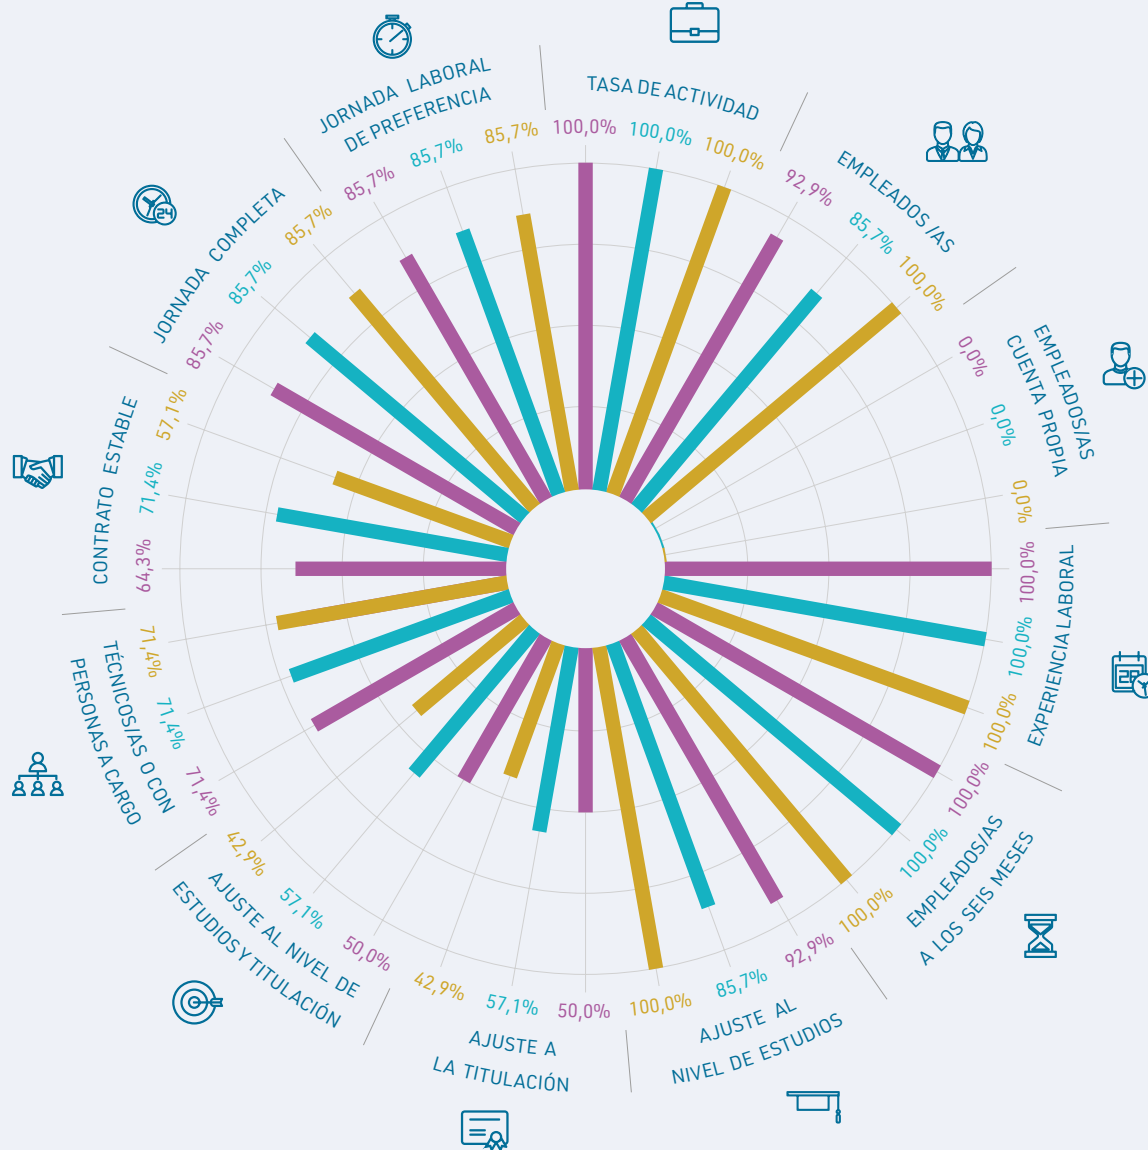 TASA DE ACTIVIDAD
100,0%
100,0%
100,0%
EMPLEADOS/AS
92,9%
85,7%
100,0%
EMPLEADOS/AS
CUENTA PROPIA
0,0%
0,0%
0,0%
EXPERIENCIA LABORAL
100,0%
100,0%
100,0%
EMPLEADOS/AS
A LOS SEIS MESES
100,0%
100,0%
100,0%
AJUSTE AL
NIVEL DE ESTUDIOS
92,9%
85,7%
100,0%
AJUSTE A
LA TITULACIÓN
50,0%
57,1%
42,9%
AJUSTE AL NIVEL DE
ESTUDIOS Y TITULACIÓN
50,0%
57,1%
42,9%
TÉCNICOS/AS O CON
PERSONAS A CARGO
71,4%
71,4%
71,4%
CONTRATO ESTABLE
64,3%
71,4%
57,1%
JORNADA COMPLETA
85,7%
85,7%
85,7%
24
JORNADA LABORAL
DE PREFERENCIA
85,7%
85,7%
85,7%